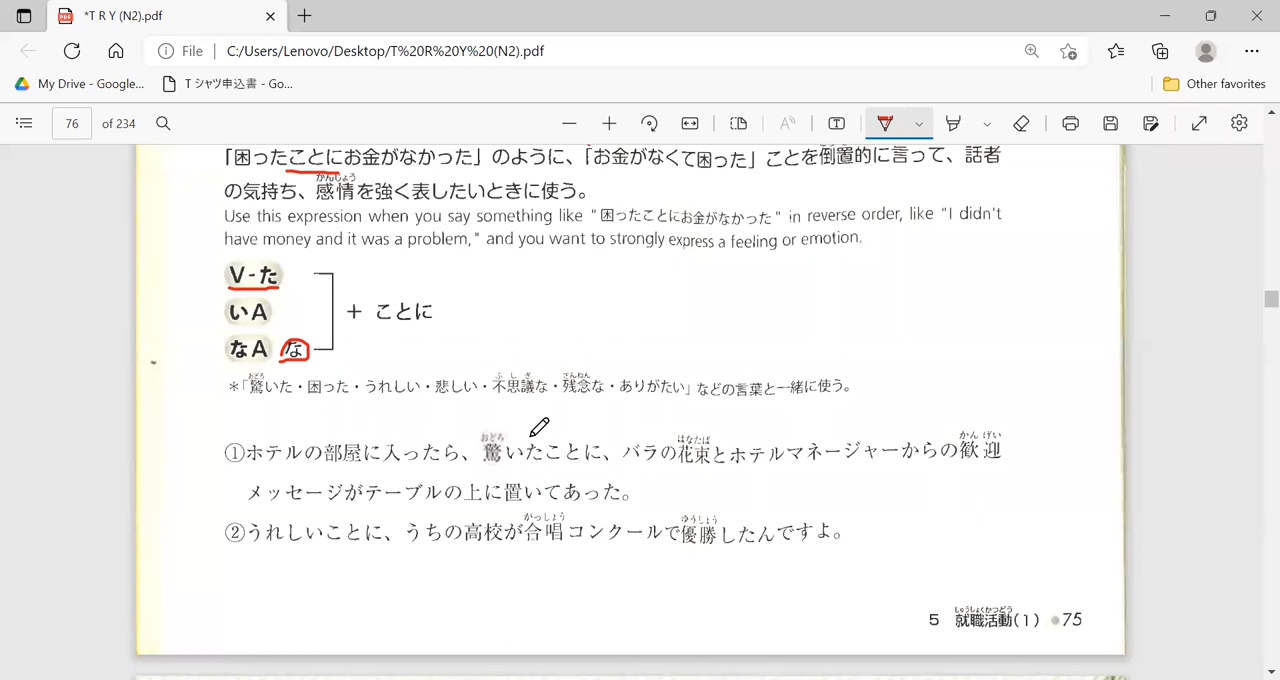 *T R Y (N2).pdf
File C:/Users/Lenovo/Desktop/T%20R%20Y%20(N2).pdf
My Drive - Google... Tシャツ申込書 - Go... Other favorites
76 of 234
「困ったことにお金がなかった」のように、「お金がなくて困った」ことを倒置的に言って、話者
の気持ち、感情を強く表したいときに使う。
かんじょう
Use this expression when you say something like "困ったことにお金がなかった" in reverse order, like "I didn't
have money and it was a problem," and you want to strongly express a feeling or emotion.
V-た
いA + ことに
なA な
おどろ ふしぎ ざんねん
*「驚いた・困った・うれしい・悲しい・不思議な・残念な・ありがたい」などの言葉と一緒に使う。
おどろ はなたば かんげい
①ホテルの部屋に入ったら、驚いたことに、バラの花束とホテルマネージャーからの歓迎
メッセージがテーブルの上に置いてあった。
がっしょう ゆうしょう
②うれしいことに、うちの高校が合唱コンクールで優勝したんですよ。
しゅうしょくかつどう
5 就職活動(1) ●75